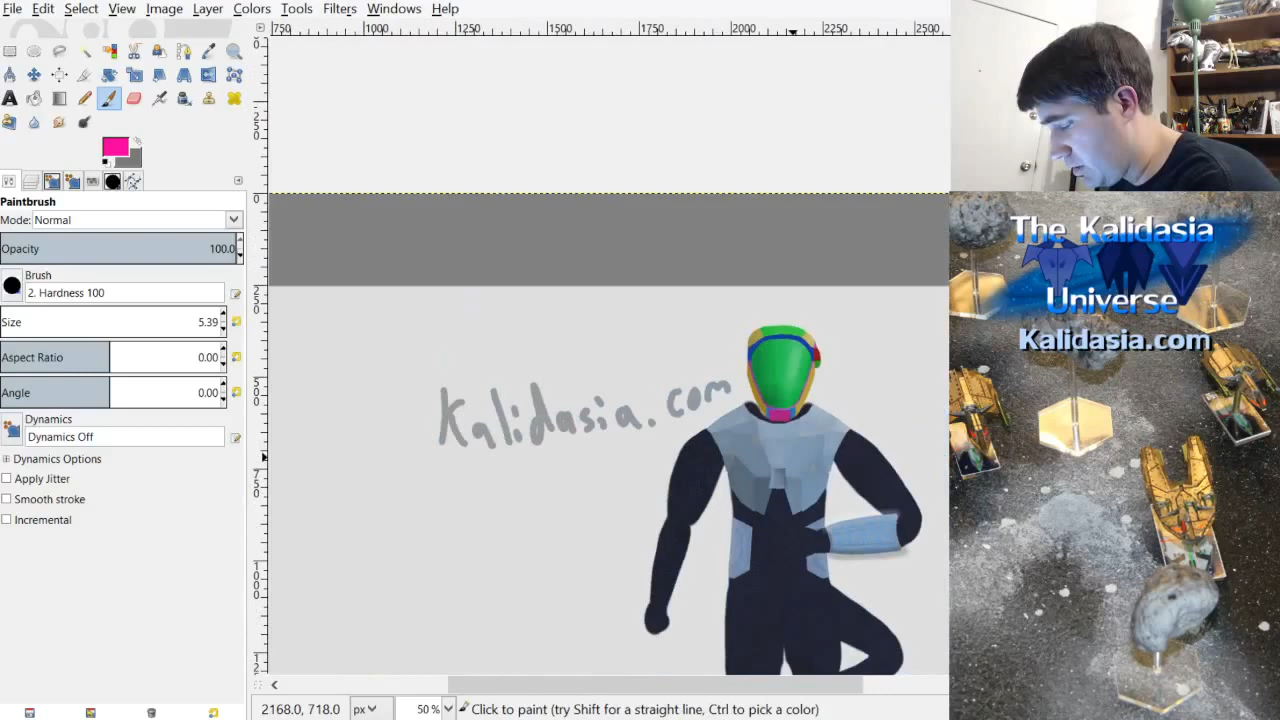 File Edit Select View Image Layer Colors Tools Filters Windows Help
750 1000 1250 1500 1750 2000 2250 2500
Paintbrush
Mode: Normal
Opacity 100.0
Brush
2. Hardness 100
Size 5.39
Aspect Ratio 0.00
Angle 0.00
Dynamics
Dynamics Off
Dynamics Options
Apply Jitter
Smooth stroke
Incremental
Kalidasia.com
2168.0, 718.0 px 50 % Click to paint (try Shift for a straight line, Ctrl to pick a color)
The Kalidasia
Universe
Kalidasia.com